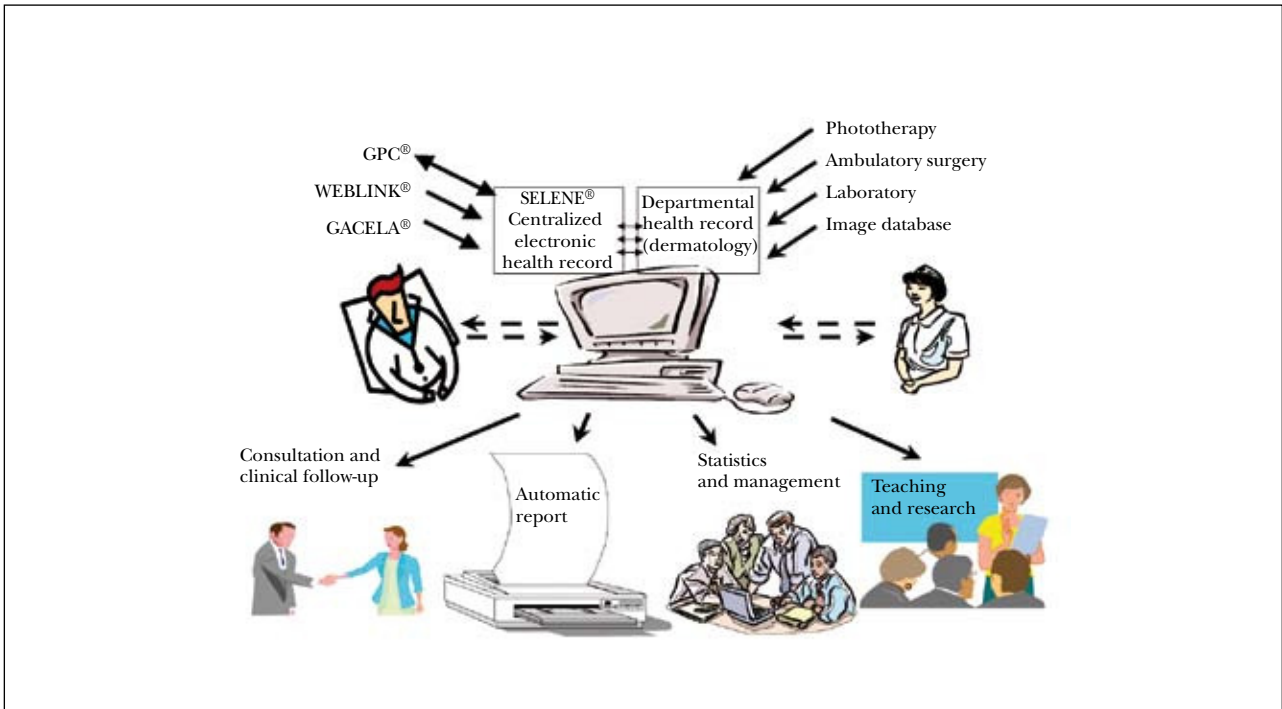 GPC®
WEBLINK®
GACELA®
SELENE®
Centralized
electronic
health record
Departmental
health record
(dermatology)
Phototherapy
Ambulatory surgery
Laboratory
Image database
Consultation and
clinical follow-up
Automatic
report
Statistics
and management
Teaching
and research